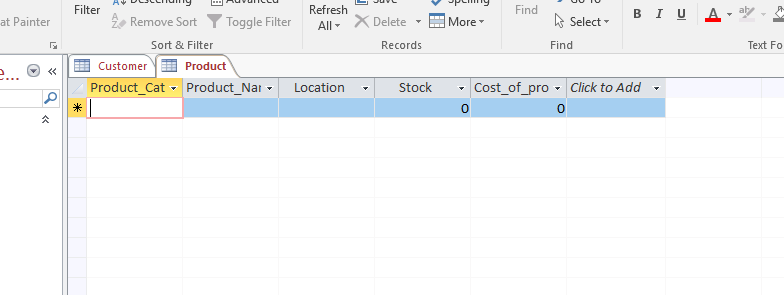 Filter Descending Advanced Save Spelling Go To
at Painter Remove Sort Toggle Filter Refresh All Delete More Find Select B I U A ab
Sort & Filter Records Find Text Fo
e... Customer Product
Product_Cat Product_Nar Location Stock Cost_of_pro Click to Add
* 0 0